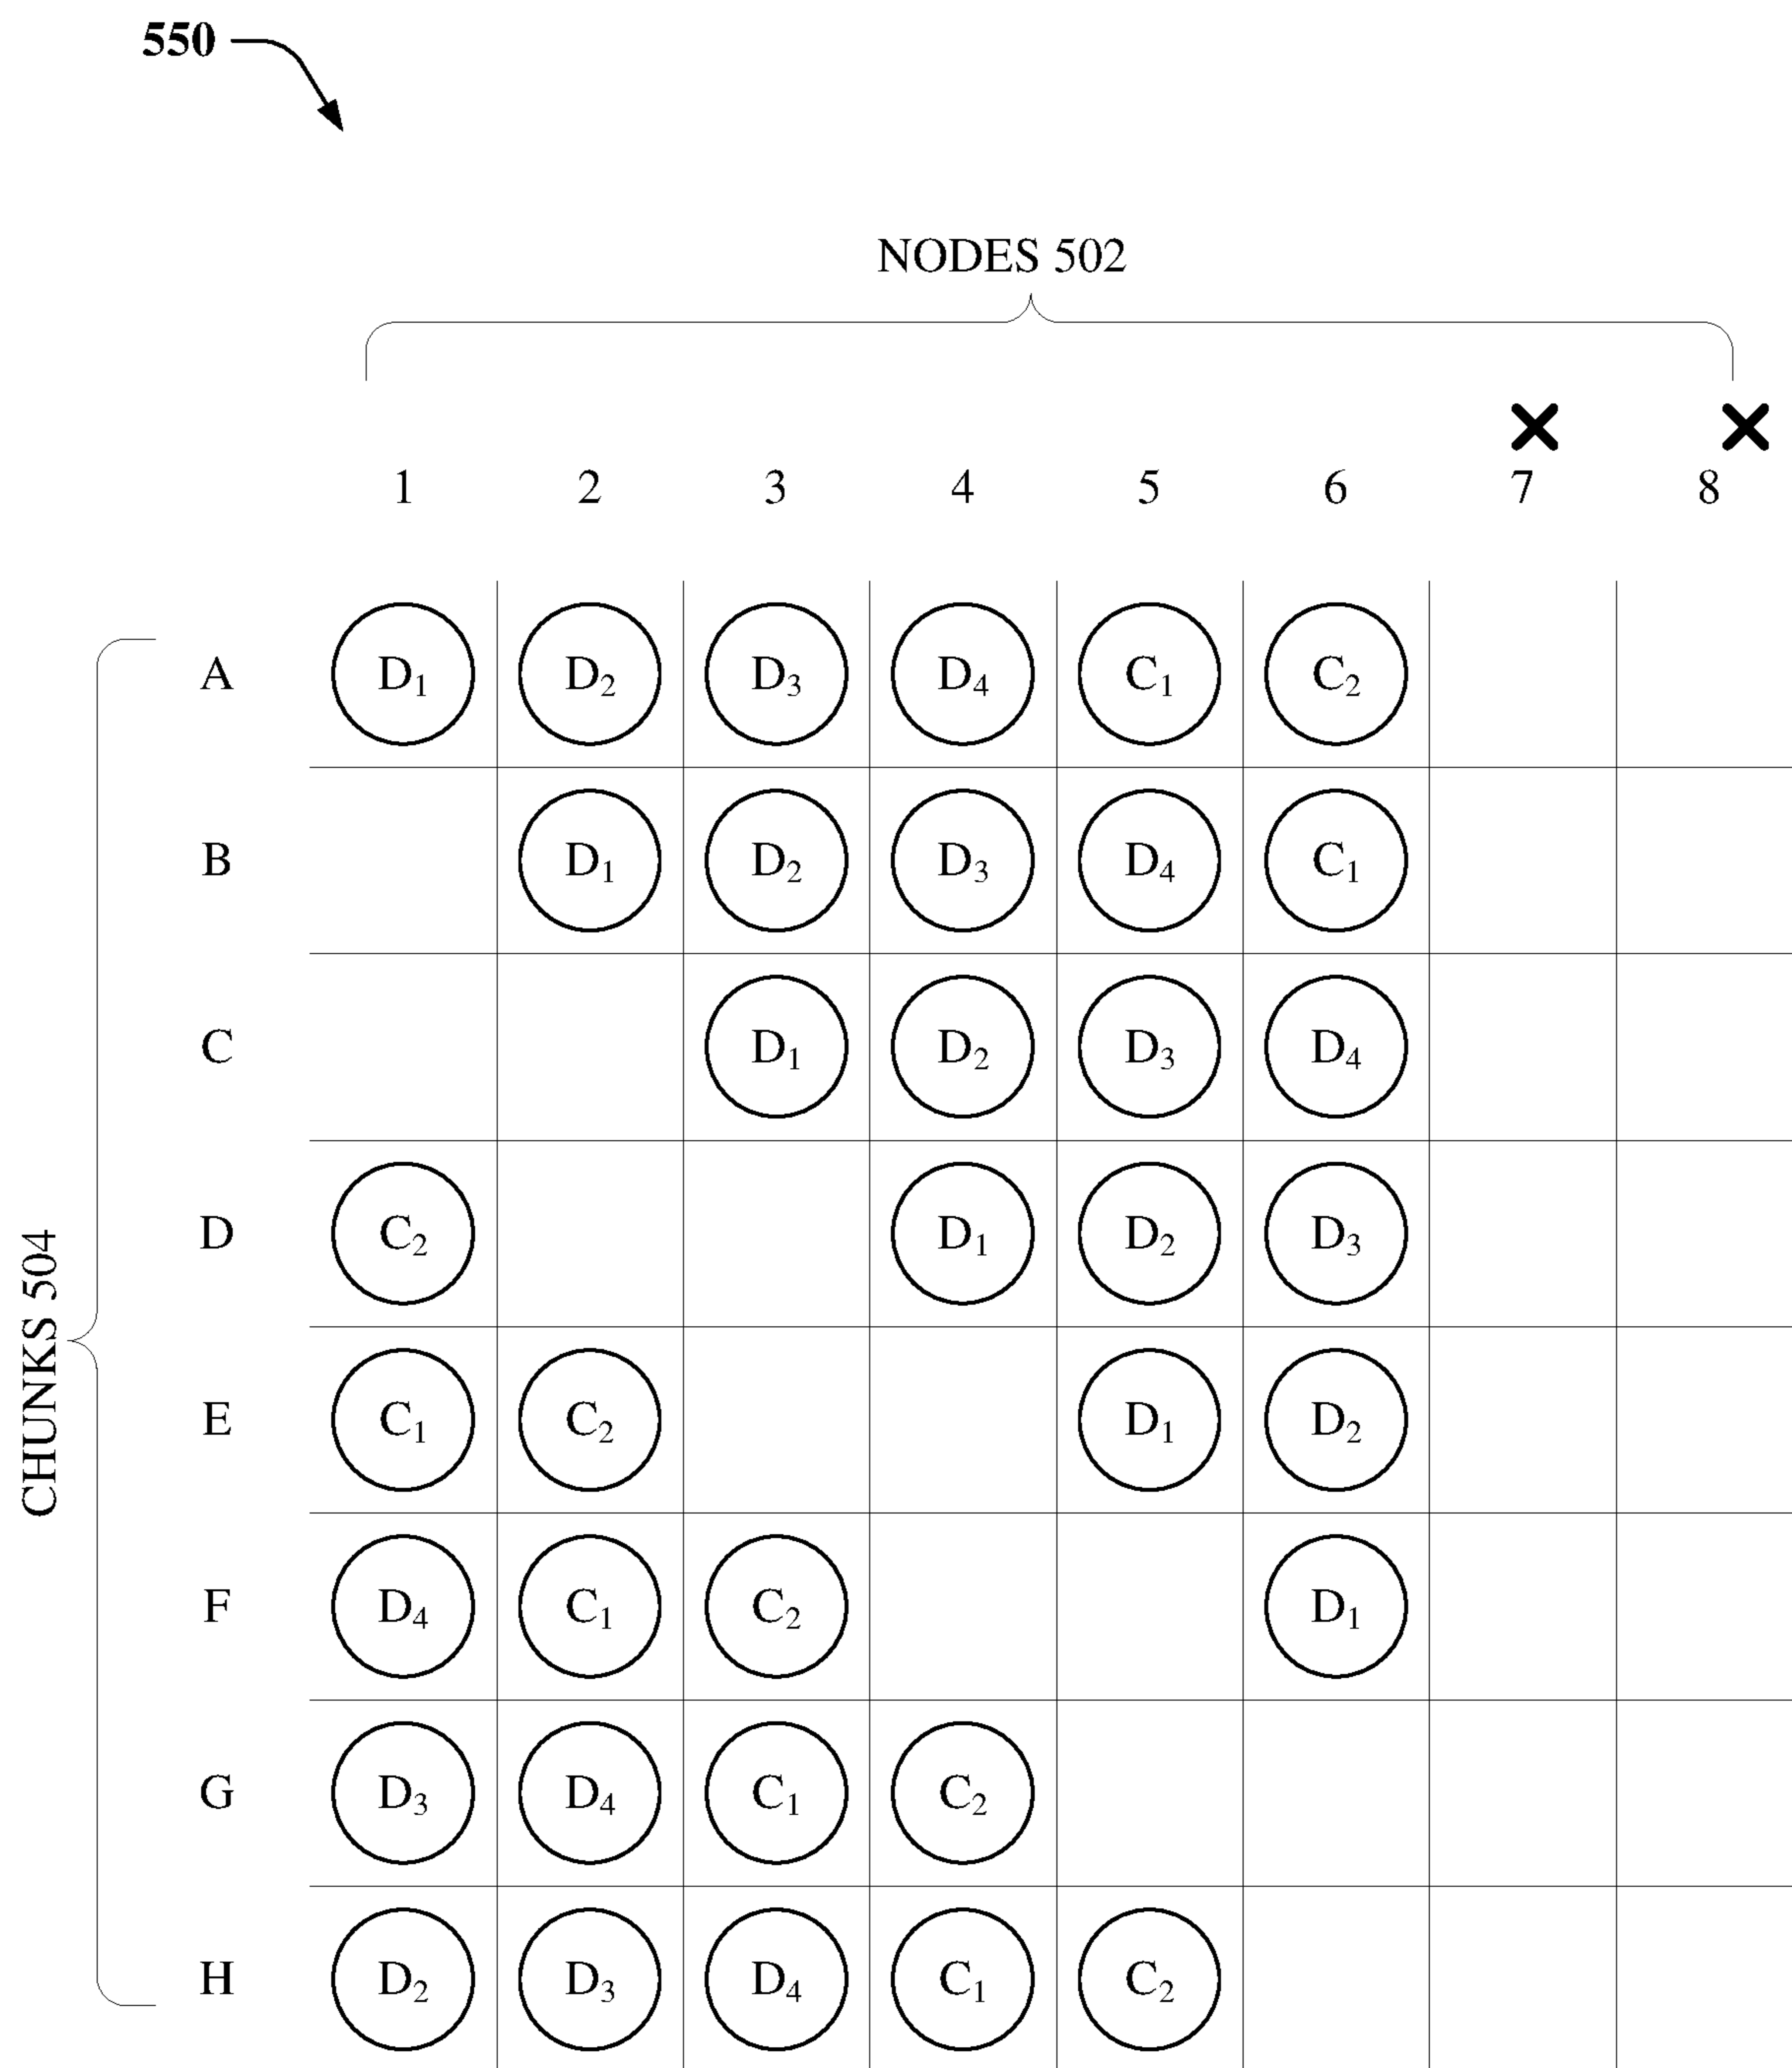 550
NODES 502
1 2 3 4 5 6 7 8
A D₁ D₂ D₃ D₄ C₁ C₂
B D₁ D₂ D₃ D₄ C₁
C D₁ D₂ D₃ D₄
D C₂ D₁ D₂ D₃
E C₁ C₂ D₁ D₂
F D₄ C₁ C₂ D₁
G D₃ D₄ C₁ C₂
H D₂ D₃ D₄ C₁ C₂
CHUNKS 504